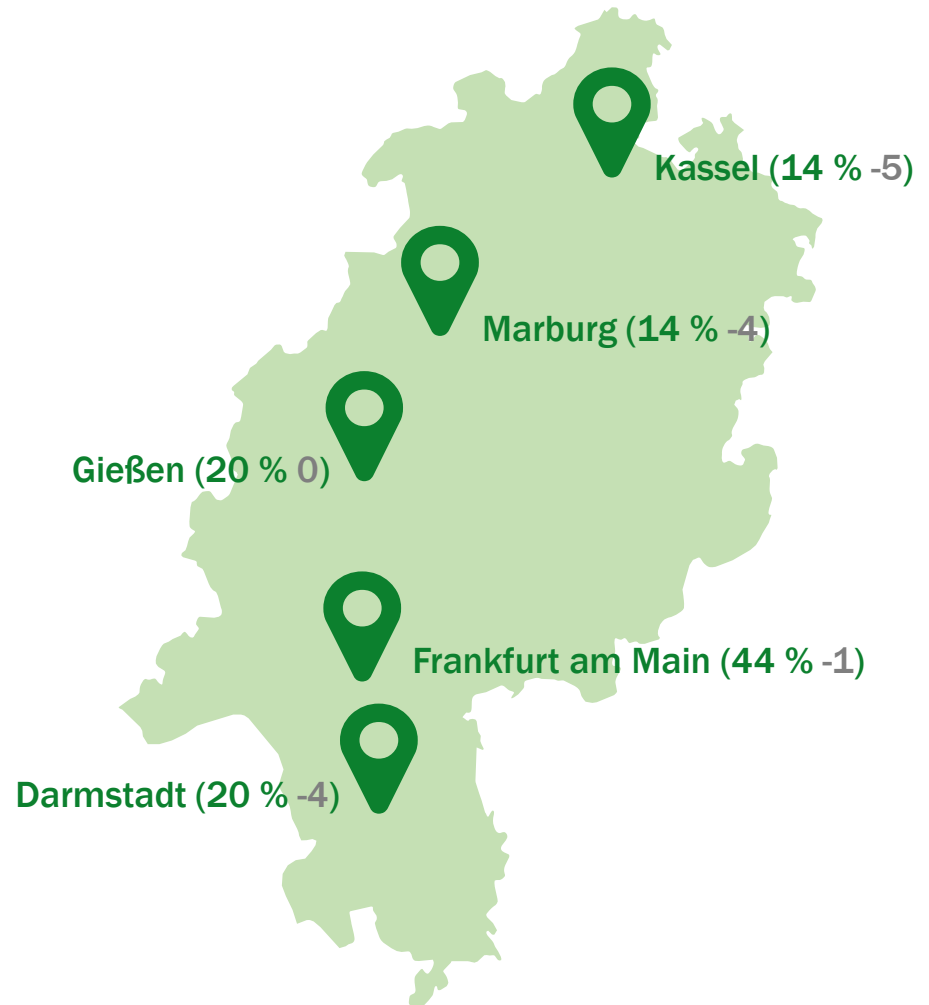 Kassel (14 % -5)
Marburg (14 % -4)
Gießen (20 % 0)
Frankfurt am Main (44 % -1)
Darmstadt (20 % -4)